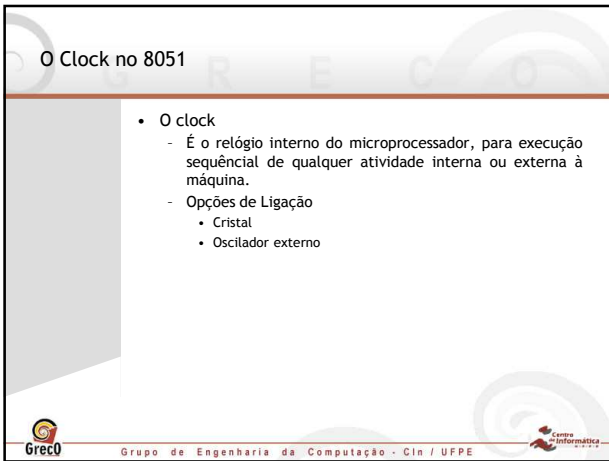 O Clock no 8051
G R E C O
• O clock
– É o relógio interno do microprocessador, para execução
sequêncial de qualquer atividade interna ou externa à
máquina.
– Opções de Ligação
• Cristal
• Oscilador externo
GrecO
Grupo de Engenharia da Computação - CIn / UFPE
Centro
de Informática
U F P E